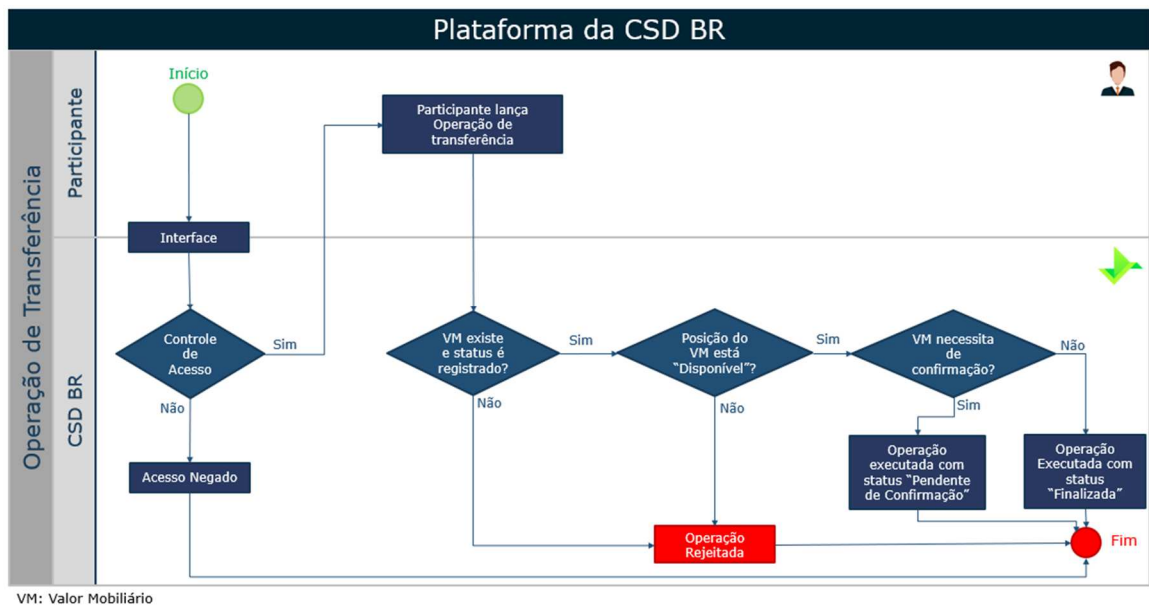 Plataforma da CSD BR
Operação de Transferência
Participante
CSD BR
Início
Participante lança
Operação de
transferência
Interface
Controle
de
Acesso
Sim
Não
Acesso Negado
VM existe
e status é
registrado?
Sim
Não
Posição do
VM está
“Disponível”?
Sim
Não
VM necessita
de
confirmação?
Não
Sim
Operação
executada com
status “Pendente
de Confirmação”
Operação
Executada com
status
“Finalizada”
Operação
Rejeitada
Fim
VM: Valor Mobiliário